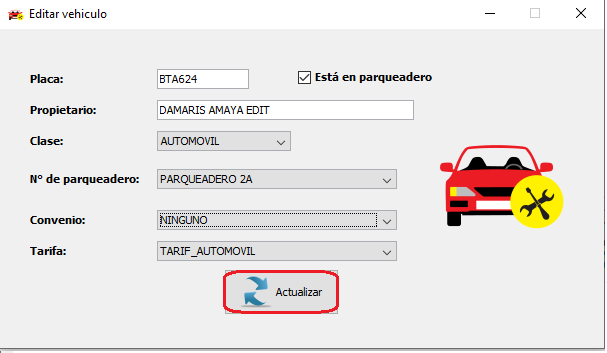 Editar vehiculo
Placa: BTA624 Está en parqueadero
Propietario: DAMARIS AMAYA EDIT
Clase: AUTOMOVIL
N° de parqueadero: PARQUEADERO 2A
Convenio: NINGUNO
Tarifa: TARIF_AUTOMOVIL
Actualizar